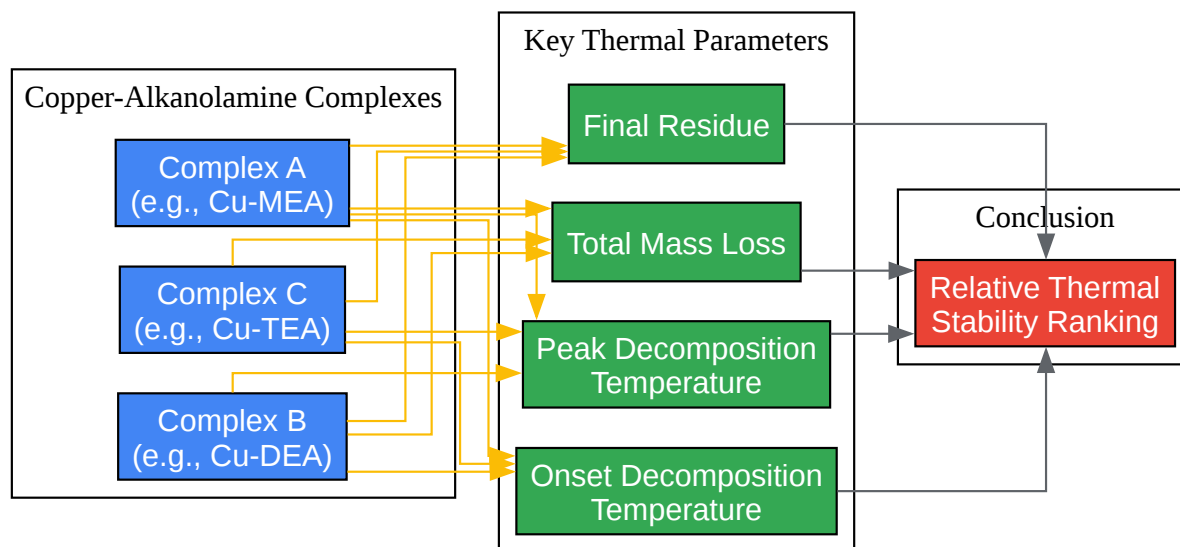 Copper-Alkanolamine Complexes
Complex A
(e.g., Cu-MEA)
Complex C
(e.g., Cu-TEA)
Complex B
(e.g., Cu-DEA)
Key Thermal Parameters
Final Residue
Total Mass Loss
Peak Decomposition
Temperature
Onset Decomposition
Temperature
Conclusion
Relative Thermal
Stability Ranking